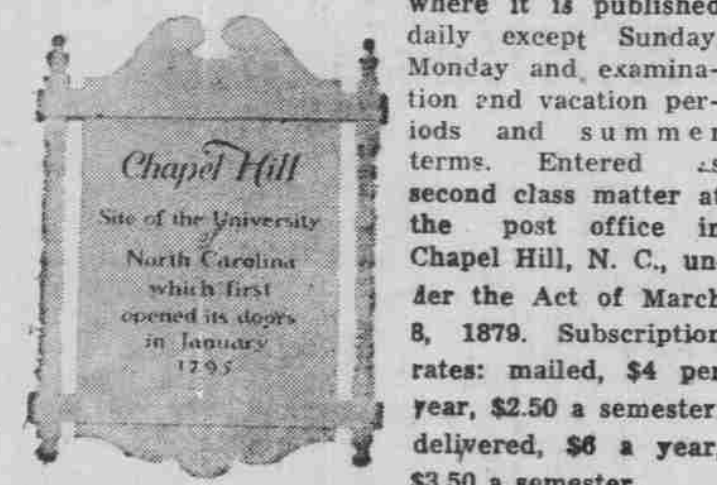 Chapel Hill
Site of the University
of
North Carolina
which first
opened its doors
in January
1795
where it is published
daily except Sunday
Monday and examina-
tion and vacation per-
iods and summer
terms. Entered as
second class matter at
the post office in
Chapel Hill, N. C., un-
der the Act of March
8, 1879. Subscription
rates: mailed, $4 per
year, $2.50 a semester
delivered, $6 a year,
$3.50 a semester